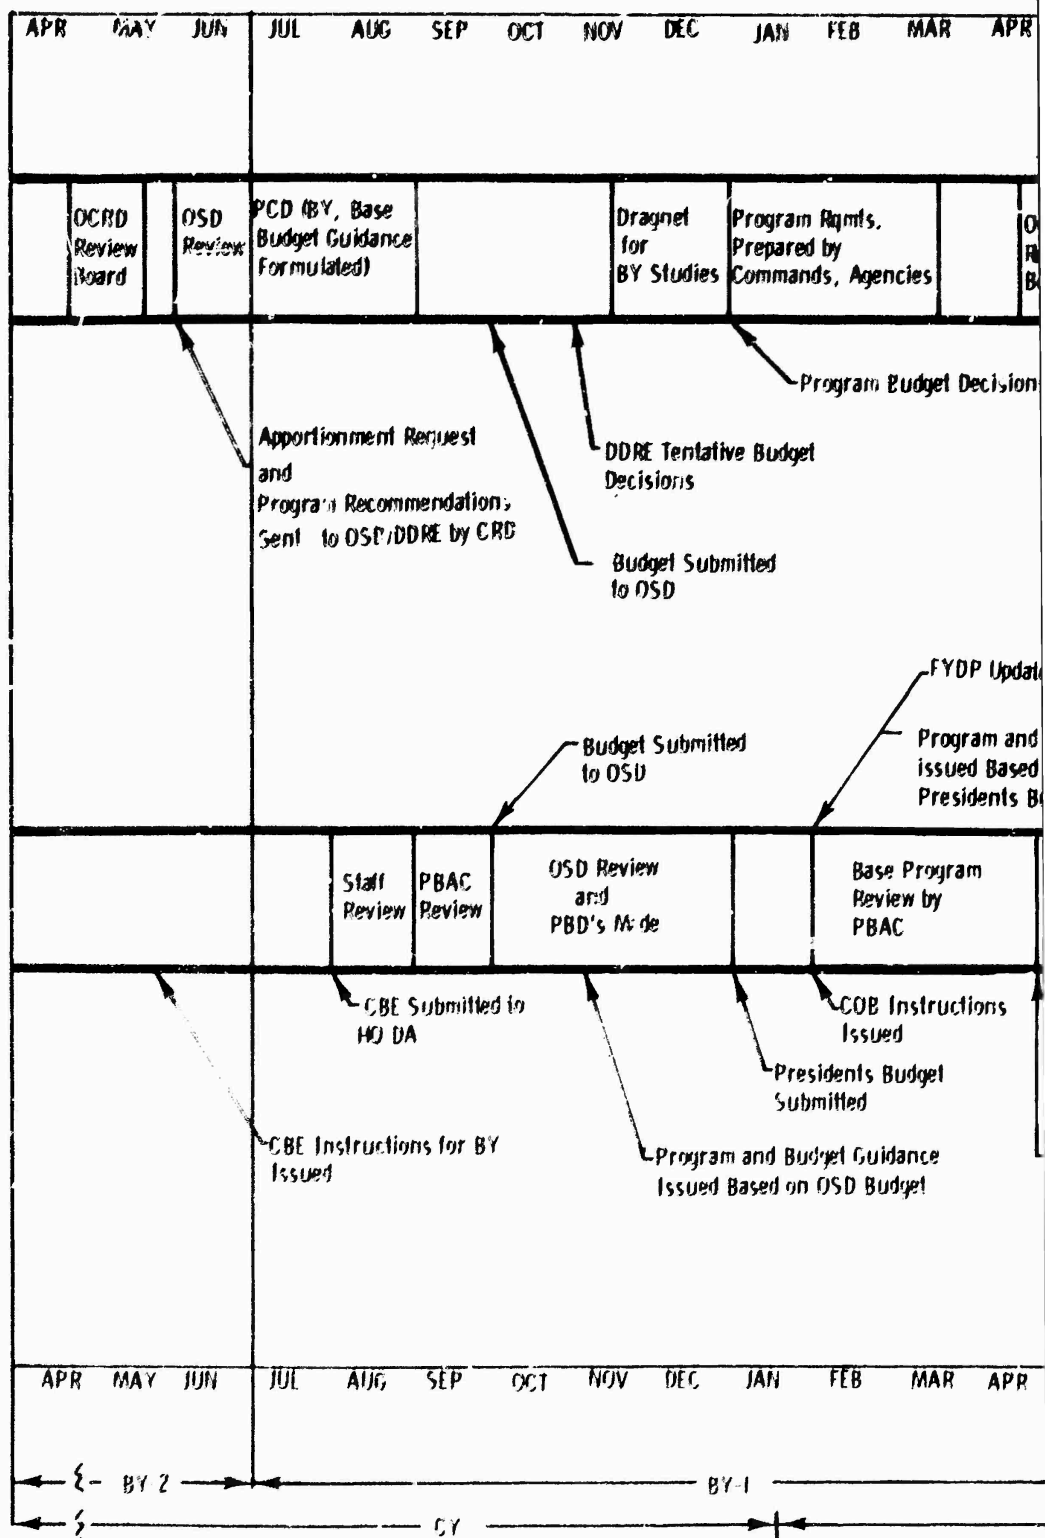 APR MAY JUN JUL AUG SEP OCT NOV DEC JAN FEB MAR APR
OCRD
Review
Board
OSD
Review
PCD (BY, Base
Budget Guidance
Formulated)
Dragnet
for
BY Studies
Program Rqmts.
Prepared by
Commands, Agencies
Program Budget Decision
Apportionment Request
and
Program Recommendations
Sent to OSD/DDRE by CRD
DDRE Tentative Budget
Decisions
Budget Submitted
to OSD
FYDP Update
Program and
issued Based
Presidents
Budget Submitted
to OSD
Staff
Review
PBAC
Review
OSD Review
and
PBD's Made
Base Program
Review by
PBAC
CBE Submitted to
HQ DA
COB Instructions
Issued
Presidents Budget
Submitted
CBE Instructions for BY
Issued
Program and Budget Guidance
Issued Based on OSD Budget
APR MAY JUN JUL AUG SEP OCT NOV DEC JAN FEB MAR APR
BY-2 BY-1
CY